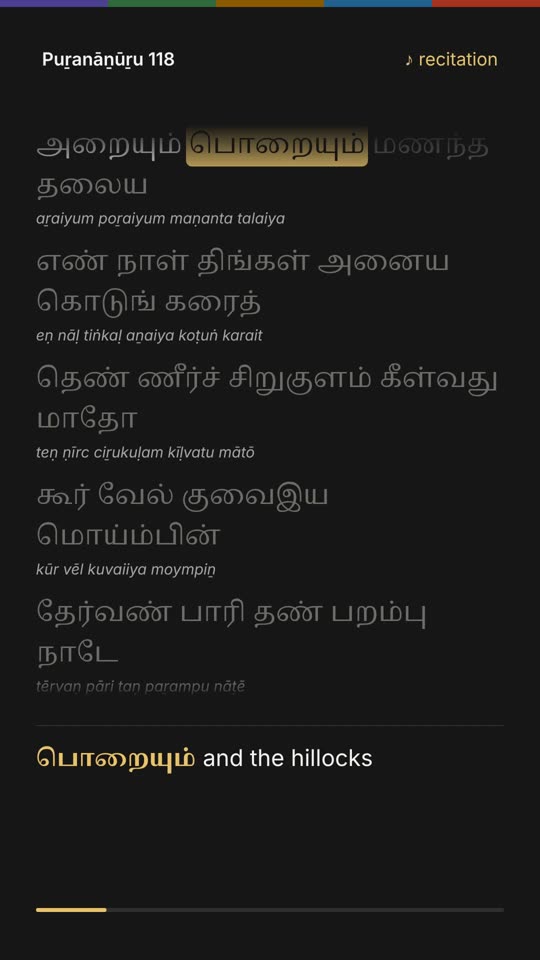 Puṟanāṉūṟu 118
♪ recitation
அறையும் பொறையும் மணந்த
தலைய
aṟaiyum poṟaiyum maṇanta talaiya
எண் நாள் திங்கள் அனைய
கொடுங் கரைத்
eṇ nāḷ tiṅkaḷ aṉaiya koṭuṅ karait
தெண் ணீர்ச் சிறுகுளம் கீள்வது
மாதோ
teṇ ṇīrc ciṟukuḷam kīḷvatu mātō
கூர் வேல் குவைஇய
மொய்ம்பின்
kūr vēl kuvaiiya moympiṉ
தேர்வண் பாரி தண் பறம்பு
நாடே
tērvaṇ pāri taṇ paṟampu nāṭē
பொறையும் and the hillocks